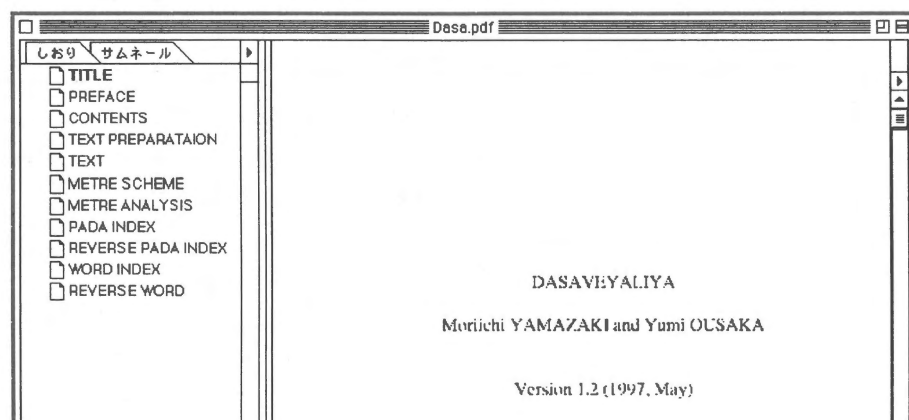 Dasa.pdf
しおり サムネール
TITLE
PREFACE
CONTENTS
TEXT PREPARATAION
TEXT
METRE SCHEME
METRE ANALYSIS
PADA INDEX
REVERSE PADA INDEX
WORD INDEX
REVERSE WORD
DASAVEYALIYA
Moriichi YAMAZAKI and Yumi OUSAKA
Version 1.2 (1997, May)